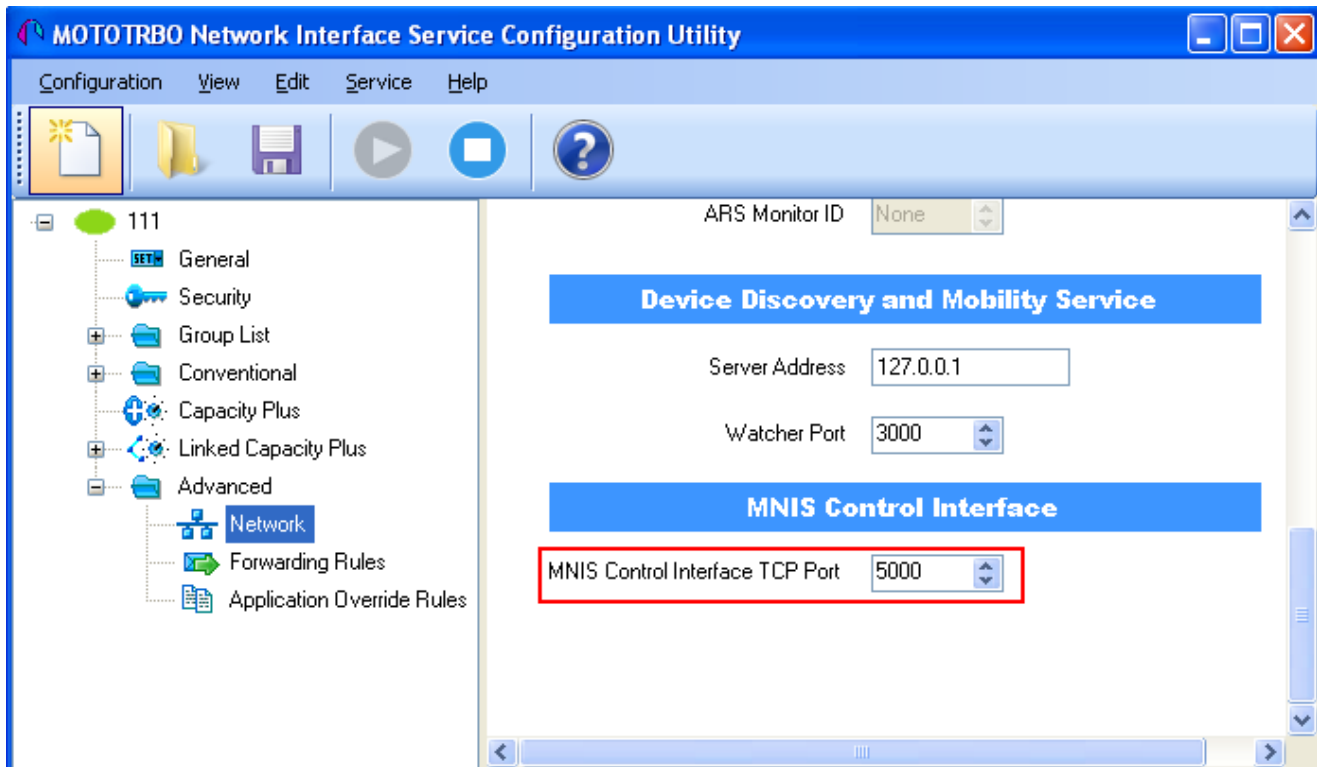 MOTOTRBO Network Interface Service Configuration Utility
Configuration View Edit Service Help
111
SET
General
Security
Group List
Conventional
Capacity Plus
Linked Capacity Plus
Advanced
Network
Forwarding Rules
Application Override Rules
ARS Monitor ID None
Device Discovery and Mobility Service
Server Address 127.0.0.1
Watcher Port 3000
MNIS Control Interface
MNIS Control Interface TCP Port 5000